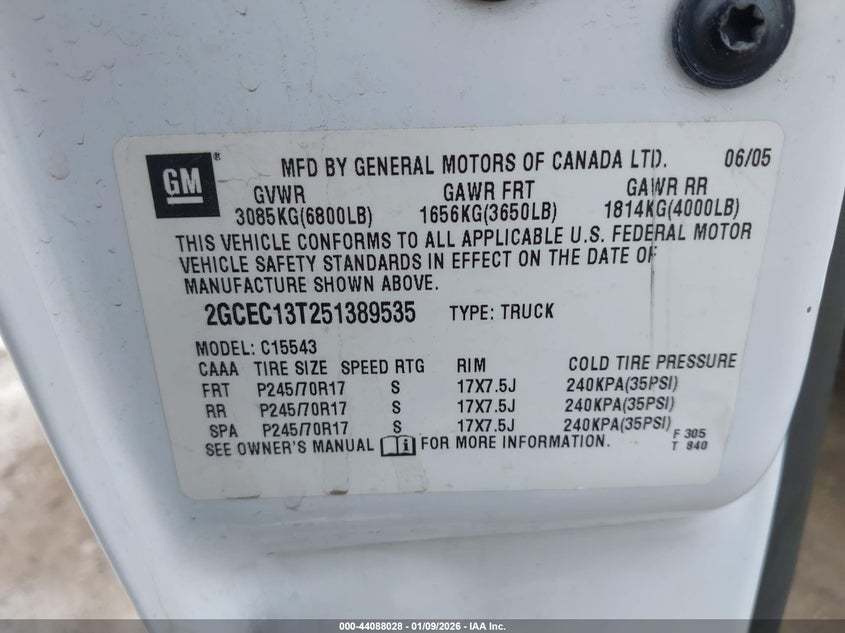 GM®
MFD BY GENERAL MOTORS OF CANADA LTD. 06/05
GVWR GAWR FRT GAWR RR
3085KG(6800LB) 1656KG(3650LB) 1814KG(4000LB)
THIS VEHICLE CONFORMS TO ALL APPLICABLE U.S. FEDERAL MOTOR
VEHICLE SAFETY STANDARDS IN EFFECT ON THE DATE OF
MANUFACTURE SHOWN ABOVE.
2GCEC13T251389535 TYPE: TRUCK
MODEL: C15543
CAAA TIRE SIZE SPEED RTG RIM COLD TIRE PRESSURE
FRT P245/70R17 S 17X7.5J 240KPA(35PSI)
RR P245/70R17 S 17X7.5J 240KPA(35PSI)
SPA P245/70R17 S 17X7.5J 240KPA(35PSI)
SEE OWNER'S MANUAL FOR MORE INFORMATION.
F 305
T 840
000-44088028 - 01/09/2026 - IAA Inc.